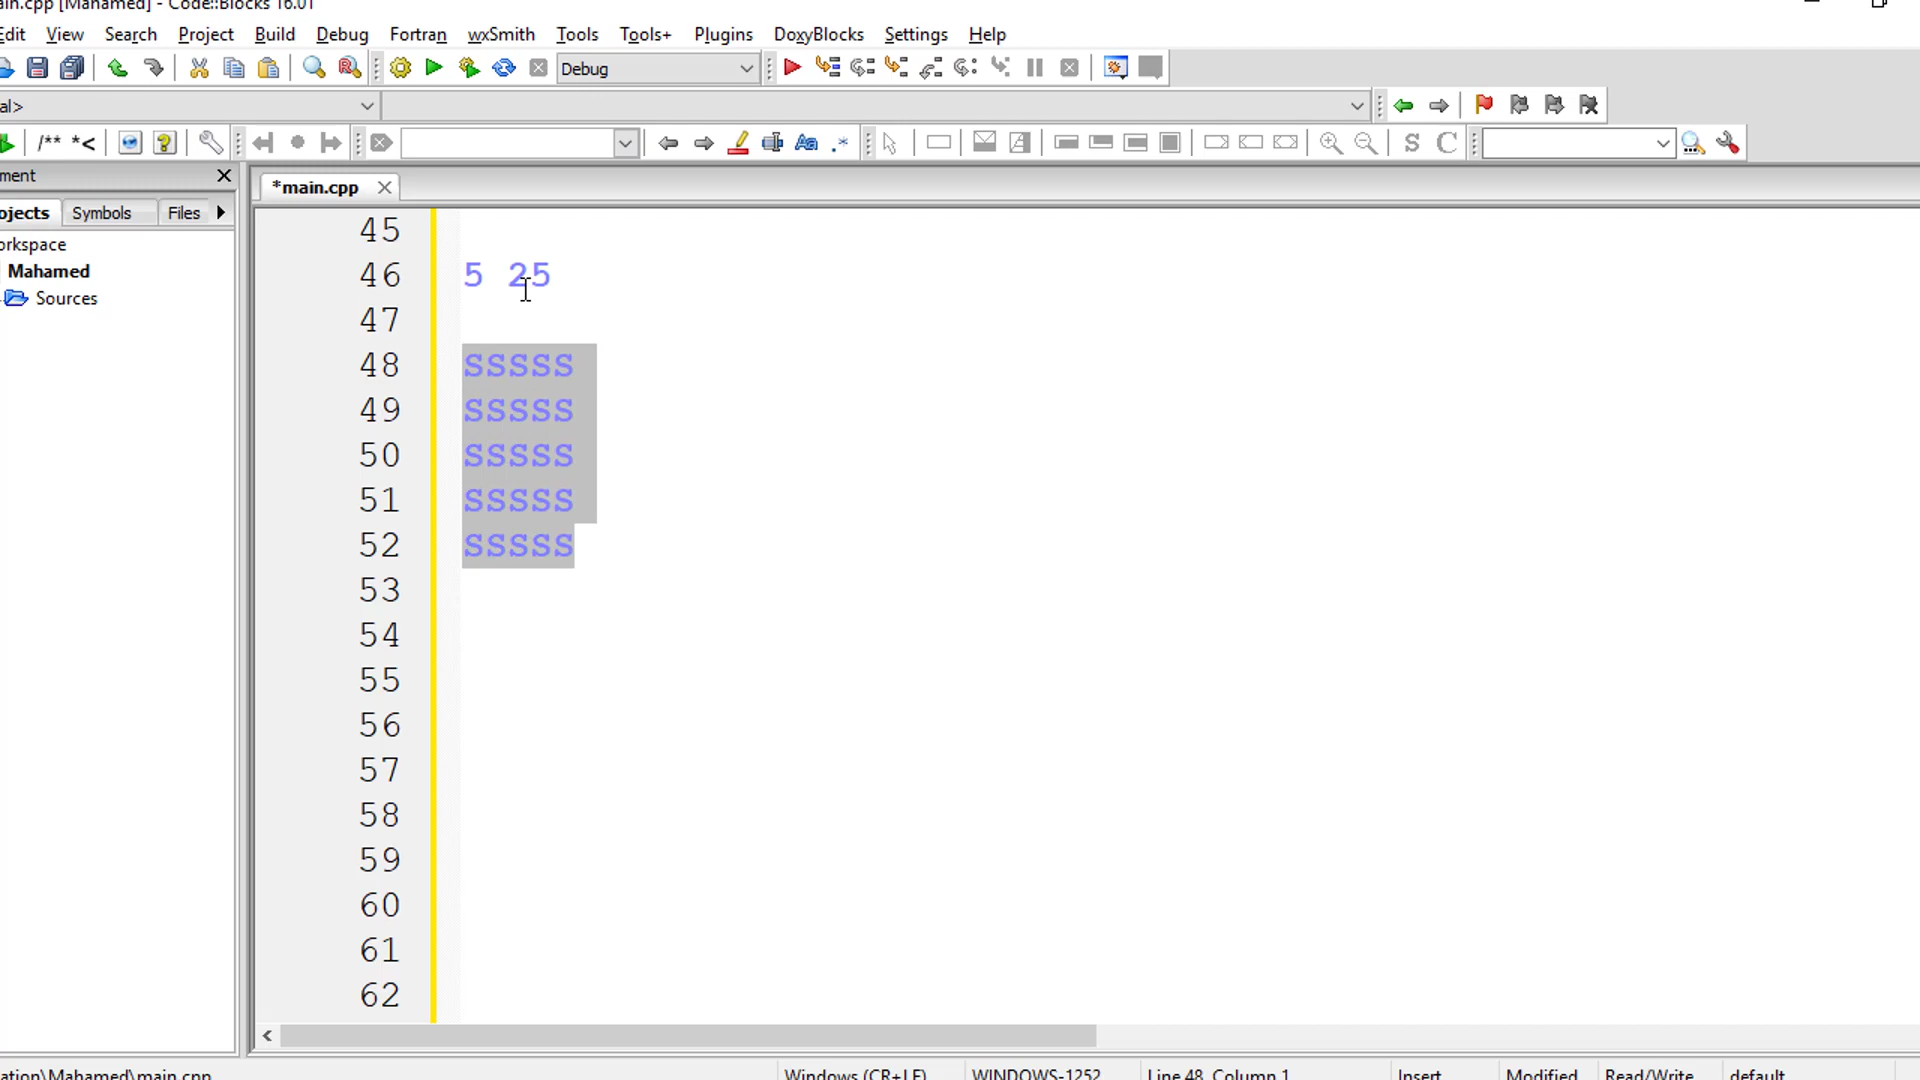 ain.cpp [Mahamed] - Code::Blocks 16.01
Edit View Search Project Build Debug Fortran wxSmith Tools Tools+ Plugins DoxyBlocks Settings Help
Debug
al>
/** *<
Aa .* S C
ment
*main.cpp
ojects Symbols Files
orkspace
Mahamed
Sources
45
46 5 25
47
48 SSSSS
49 SSSSS
50 SSSSS
51 SSSSS
52 SSSSS
53
54
55
56
57
58
59
60
61
62
ation\Mahamed\main.cpp Windows (CR+LF) WINDOWS-1252 Line 48, Column 1 Insert Modified Read/Write default